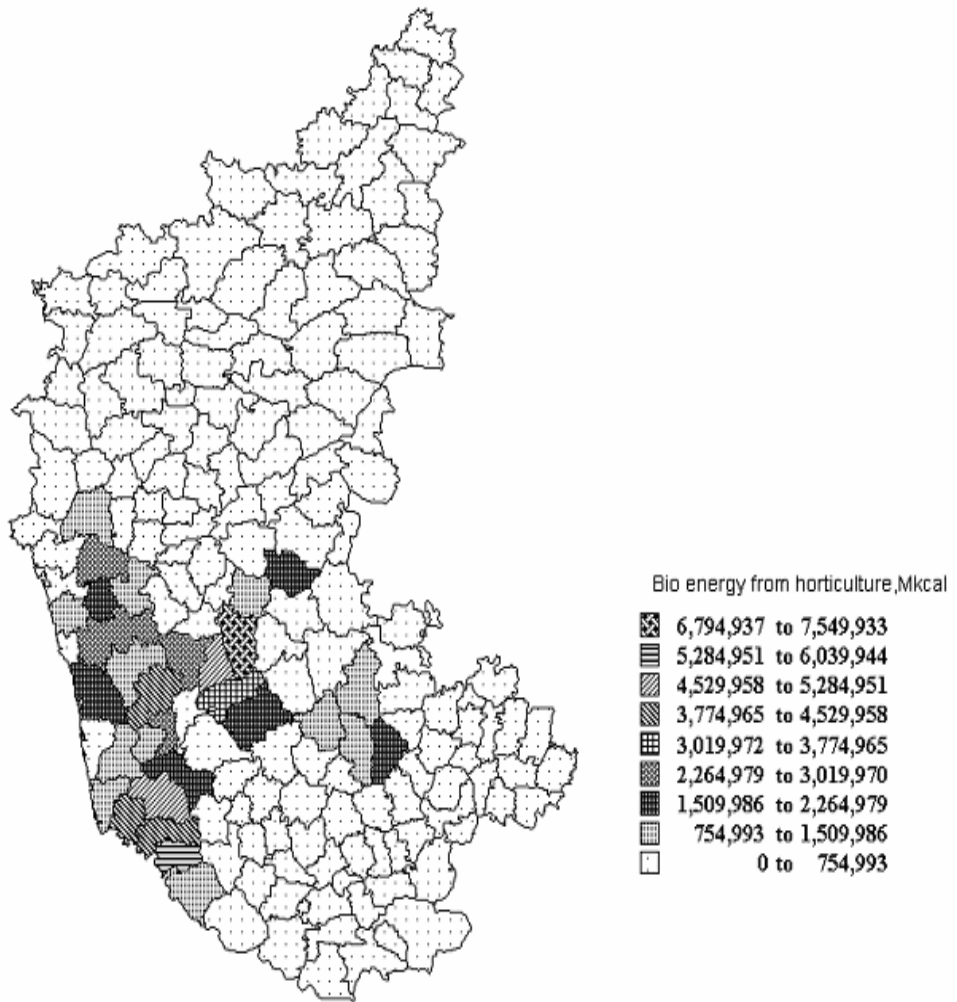 Bio energy from horticulture,Mkcal
6,794,937 to 7,549,933
5,284,951 to 6,039,944
4,529,958 to 5,284,951
3,774,965 to 4,529,958
3,019,972 to 3,774,965
2,264,979 to 3,019,970
1,509,986 to 2,264,979
754,993 to 1,509,986
0 to 754,993